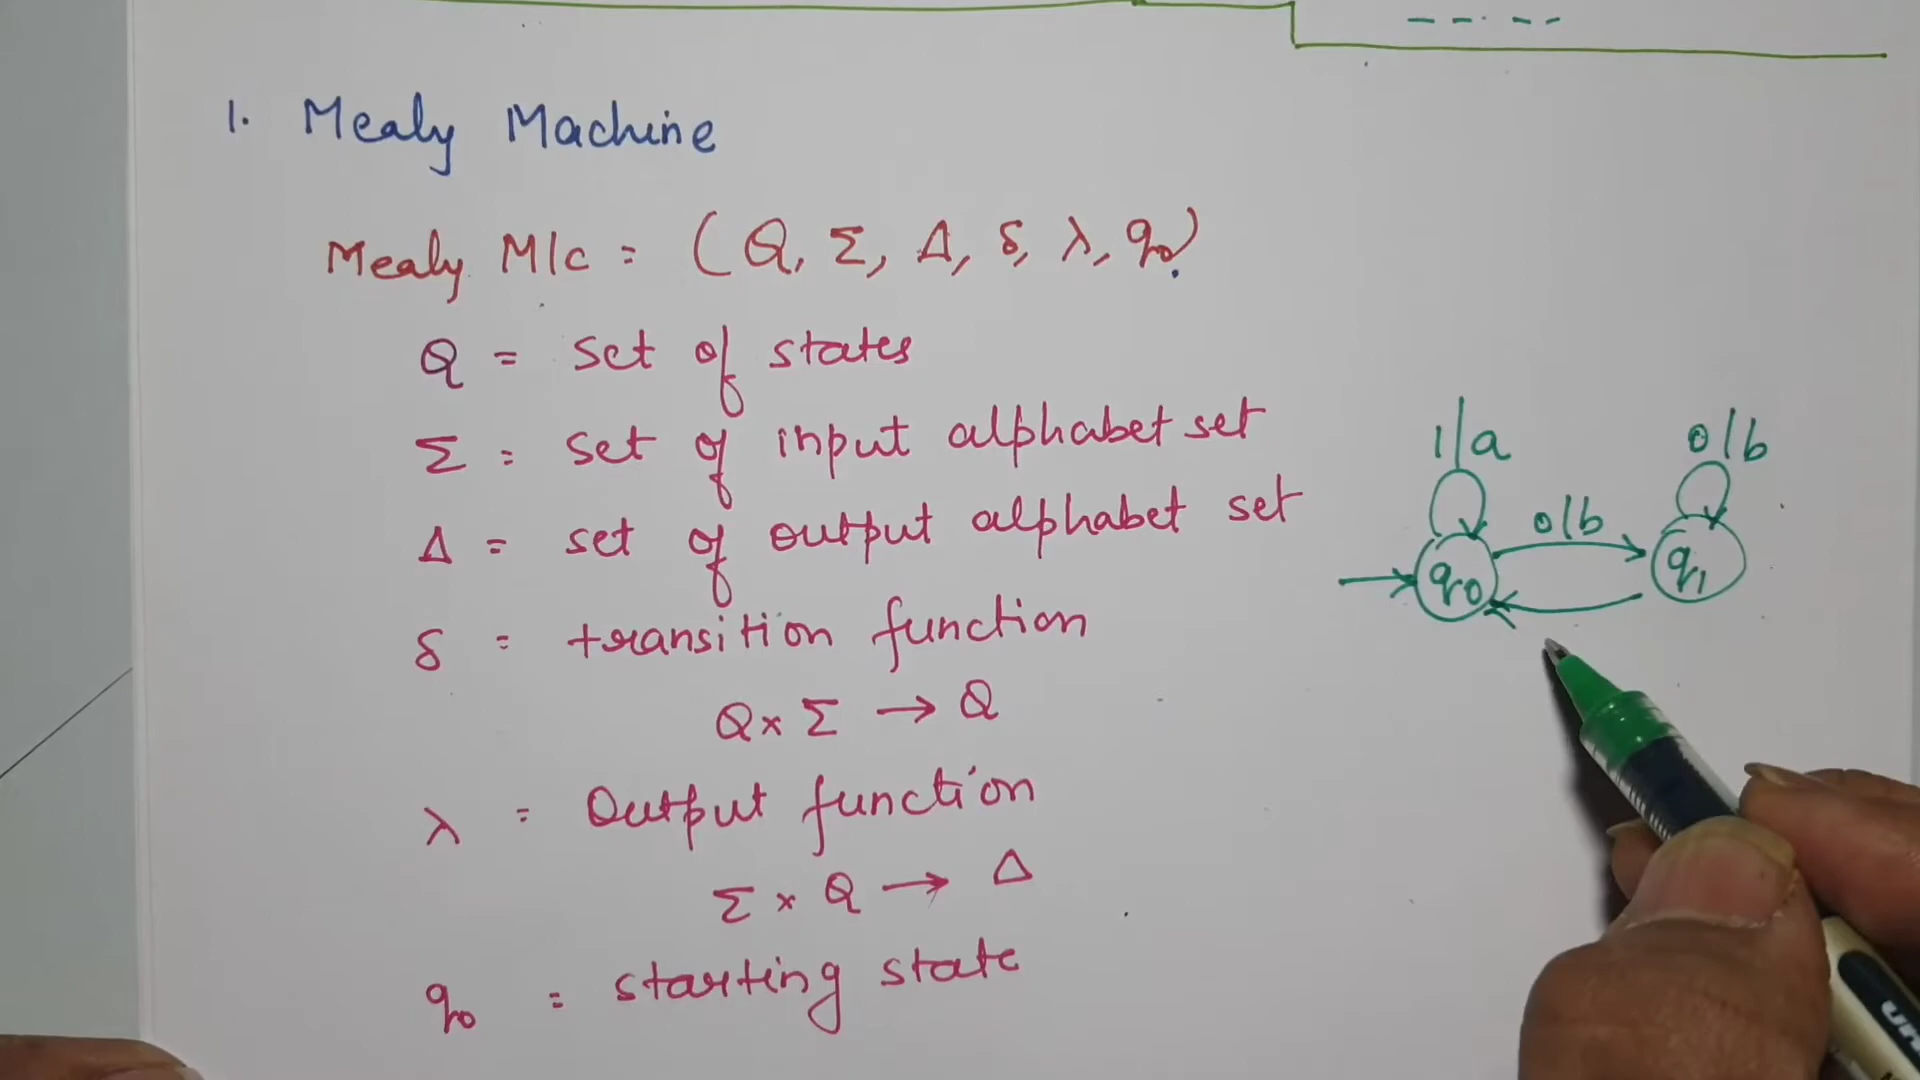 1. Mealy Machine
Mealy M/c = (Q, Σ, Δ, δ, λ, q0)
Q = Set of states
Σ = Set of input alphabet set
Δ = set of output alphabet set
δ = transition function
Q × Σ → Q
λ = Output function
Σ × Q → Δ
q0 = starting state
1/a
0/b
0/b
q0
q1